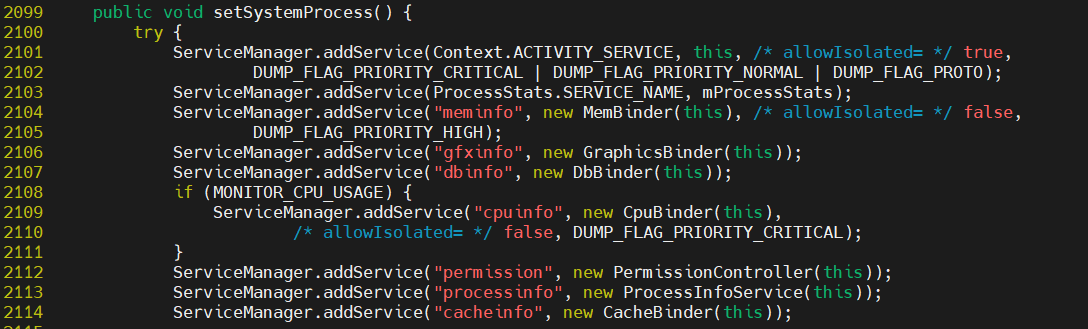 2099     public void setSystemProcess() {
2100         try {
2101             ServiceManager.addService(Context.ACTIVITY_SERVICE, this, /* allowIsolated= */ true,
2102                     DUMP_FLAG_PRIORITY_CRITICAL | DUMP_FLAG_PRIORITY_NORMAL | DUMP_FLAG_PROTO);
2103             ServiceManager.addService(ProcessStats.SERVICE_NAME, mProcessStats);
2104             ServiceManager.addService("meminfo", new MemBinder(this), /* allowIsolated= */ false,
2105                     DUMP_FLAG_PRIORITY_HIGH);
2106             ServiceManager.addService("gfxinfo", new GraphicsBinder(this));
2107             ServiceManager.addService("dbinfo", new DbBinder(this));
2108             if (MONITOR_CPU_USAGE) {
2109                 ServiceManager.addService("cpuinfo", new CpuBinder(this),
2110                         /* allowIsolated= */ false, DUMP_FLAG_PRIORITY_CRITICAL);
2111             }
2112             ServiceManager.addService("permission", new PermissionController(this));
2113             ServiceManager.addService("processinfo", new ProcessInfoService(this));
2114             ServiceManager.addService("cacheinfo", new CacheBinder(this));